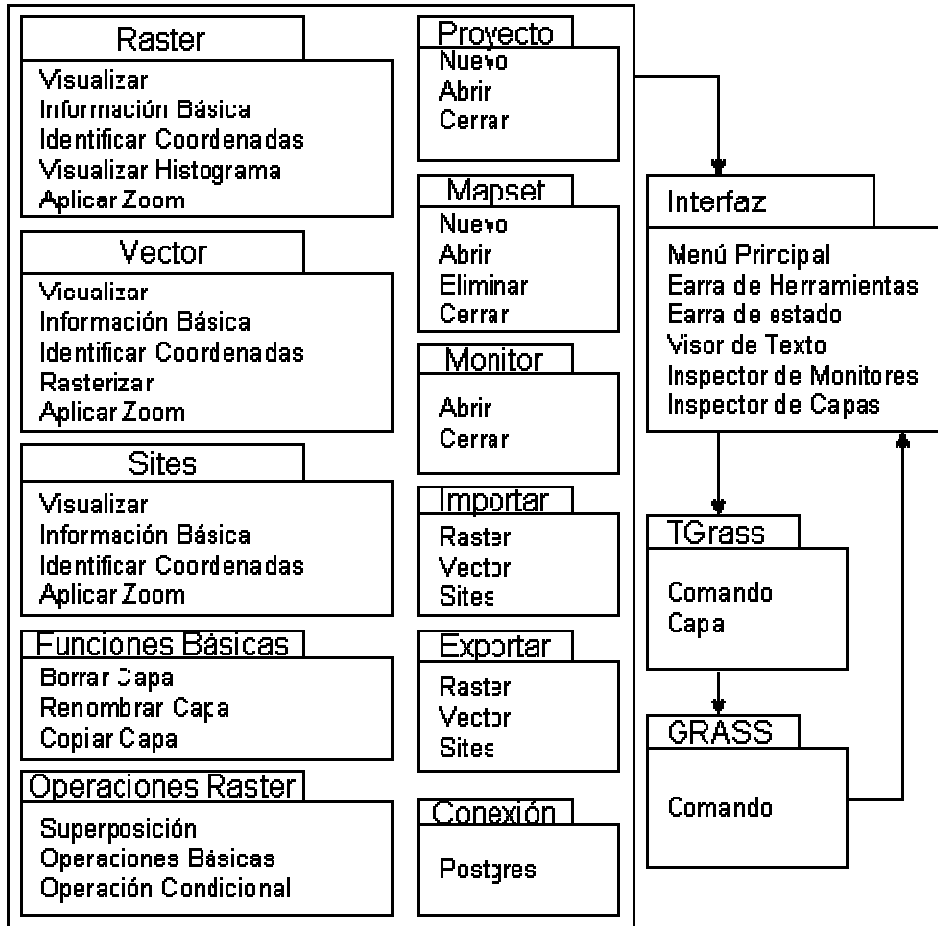 Raster
Visualizar
Información Básica
Identificar Coordenadas
Visualizar Histograma
Aplicar Zoom
Vector
Visualizar
Información Básica
Identificar Coordenadas
Rasterizar
Aplicar Zoom
Sites
Visualizar
Información Básica
Identificar Coordenadas
Aplicar Zoom
Funciones Básicas
Borrar Capa
Renombrar Capa
Copiar Capa
Operaciones Raster
Superposición
Operaciones Básicas
Operación Condicional
Proyecto
Nuevo
Abrir
Cerrar
Mapset
Nuevo
Abrir
Eliminar
Cerrar
Monitor
Abrir
Cerrar
Importar
Raster
Vector
Sites
Exportar
Raster
Vector
Sites
Conexión
Postgres
Interfaz
Menú Principal
Barra de Herramientas
Barra de estado
Visor de Texto
Inspector de Monitores
Inspector de Capas
TGrass
Comando
Capa
GRASS
Comando